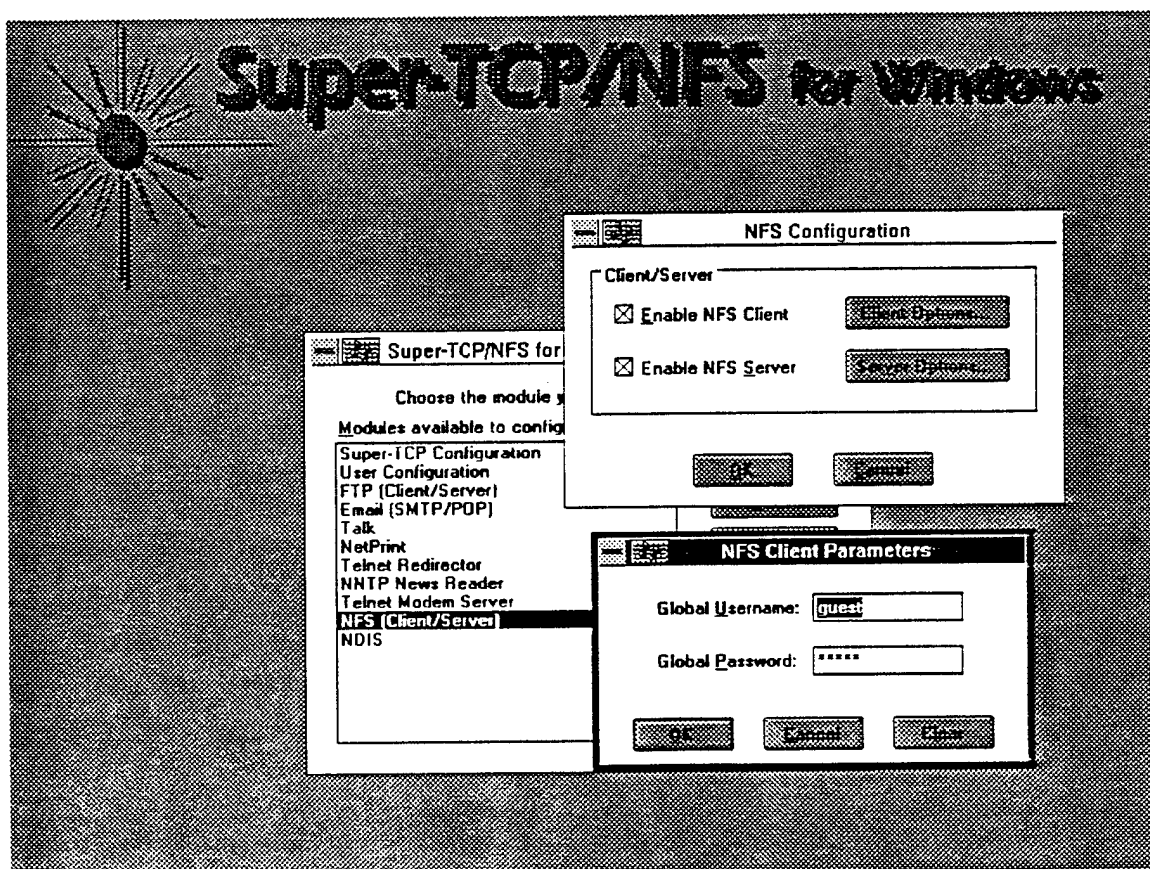 Super-TCP/NFS for Windows
NFS Configuration
Client/Server
Enable NFS Client
Client Options...
Enable NFS Server
Server Options...
OK
Cancel
Super-TCP/NFS for
Choose the module y
Modules available to config
Super-TCP Configuration
User Configuration
FTP (Client/Server)
Email (SMTP/POP)
Talk
NetPrint
Telnet Redirector
NNTP News Reader
Telnet Modem Server
NFS (Client/Server)
NDIS
NFS Client Parameters
Global Username: guest
Global Password: *****
OK
Cancel
Clear